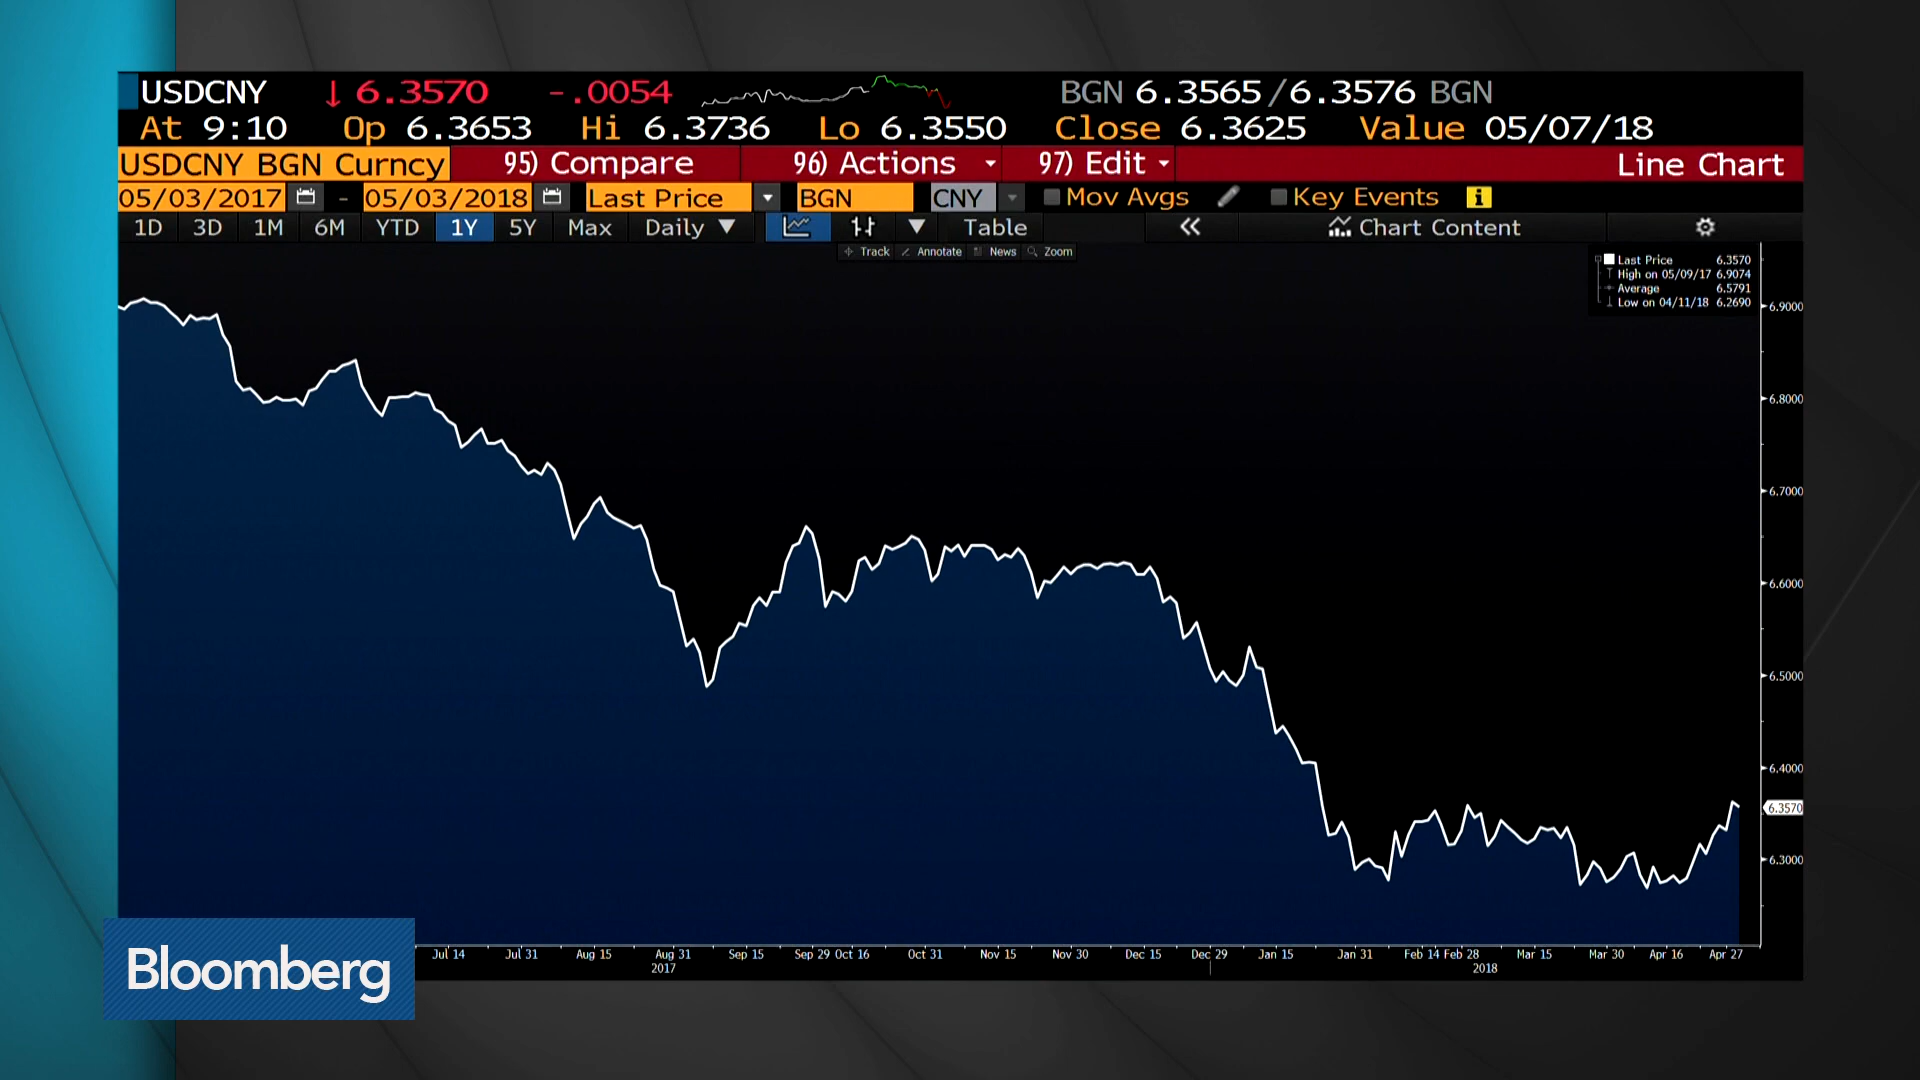 USDCNY ↓ 6.3570 -.0054 BGN 6.3565/6.3576 BGN
At 9:10 Op 6.3653 Hi 6.3736 Lo 6.3550 Close 6.3625 Value 05/07/18
USDCNY BGN Curncy 95) Compare 96) Actions 97) Edit Line Chart
05/03/2017 - 05/03/2018 Last Price BGN CNY Mov Avgs Key Events i
1D 3D 1M 6M YTD 1Y 5Y Max Daily ▼ ▼ Table « Chart Content
Track Annotate News Zoom
Last Price 6.3570
High on 05/09/17 6.9074
Average 6.5791
Low on 04/11/18 6.2690
6.9000
6.8000
6.7000
6.6000
6.5000
6.4000
6.3570
6.3000
Jul 14 Jul 31 Aug 15 Aug 31 Sep 15 Sep 29 Oct 16 Oct 31 Nov 15 Nov 30 Dec 15 Dec 29 Jan 15 Jan 31 Feb 14 Feb 28 Mar 15 Mar 30 Apr 16 Apr 27
2017 2018
Bloomberg